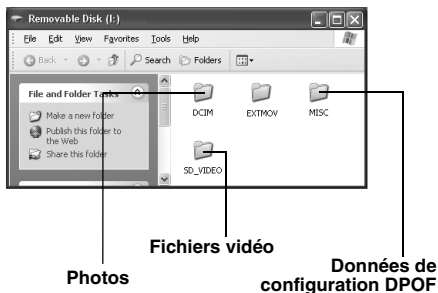 Removable Disk (I:)
File Edit View Favorites Tools Help
Back Search Folders
File and Folder Tasks
Make a new folder
Publish this folder to
the Web
Share this folder
DCIM
EXTMOV
MISC
SD_VIDEO
Fichiers vidéo
Photos
Données de
configuration DPOF